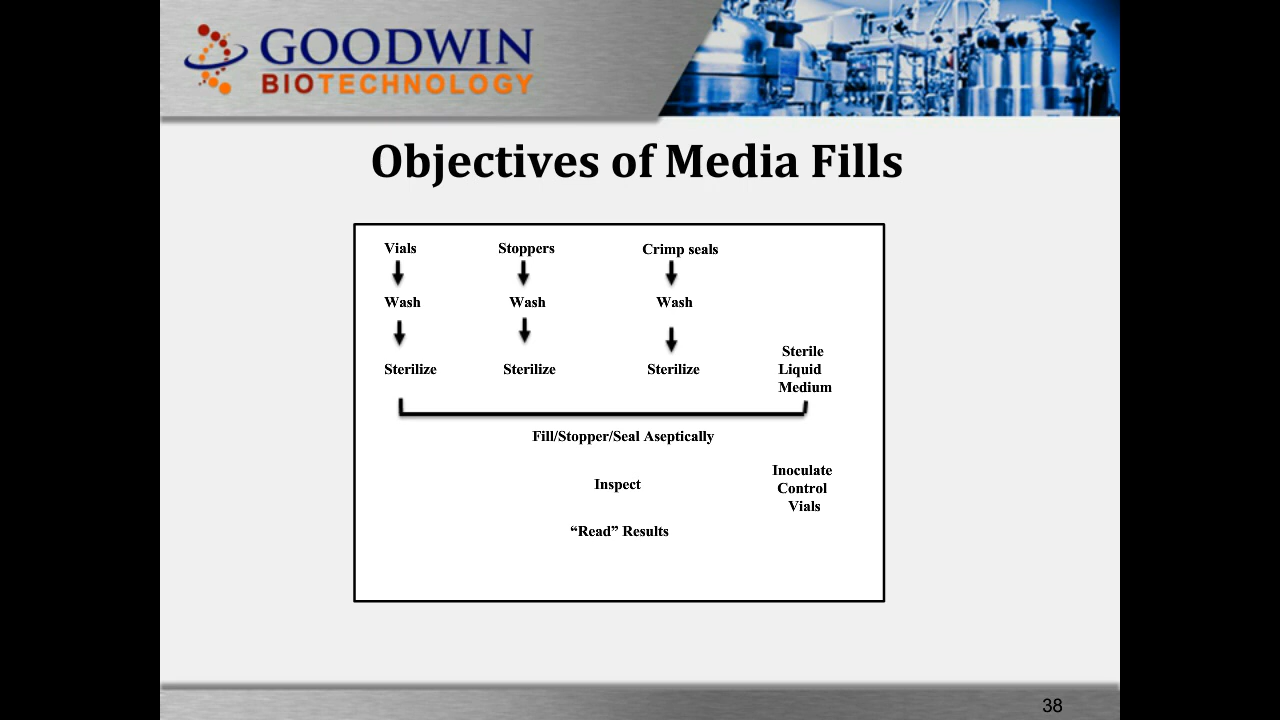 GOODWIN
BIOTECHNOLOGY
Objectives of Media Fills
Vials Stoppers Crimp seals
Wash Wash Wash
Sterilize Sterilize Sterilize
Sterile
Liquid
Medium
Fill/Stopper/Seal Aseptically
Inspect
Inoculate
Control
Vials
“Read” Results
38